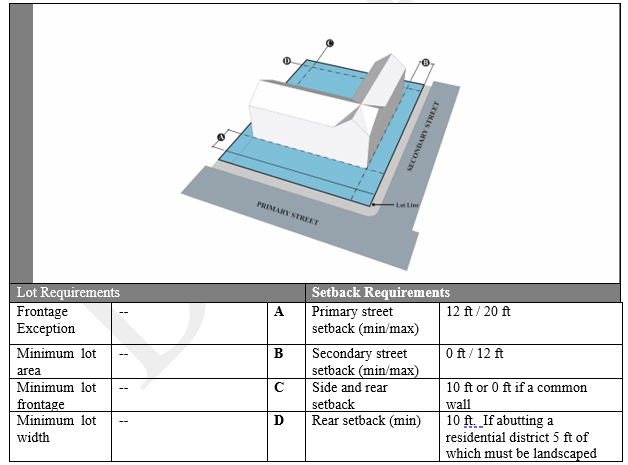 C
D
B
A
SECONDARY STREET
Lot Line
PRIMARY STREET
Lot Requirements
Setback Requirements
Frontage Exception
--
A
Primary street setback (min/max)
12 ft / 20 ft
Minimum lot area
--
B
Secondary street setback (min/max)
0 ft / 12 ft
Minimum lot frontage
--
C
Side and rear setback
10 ft or 0 ft if a common wall
Minimum lot width
--
D
Rear setback (min)
10 ft. If abutting a residential district 5 ft of which must be landscaped